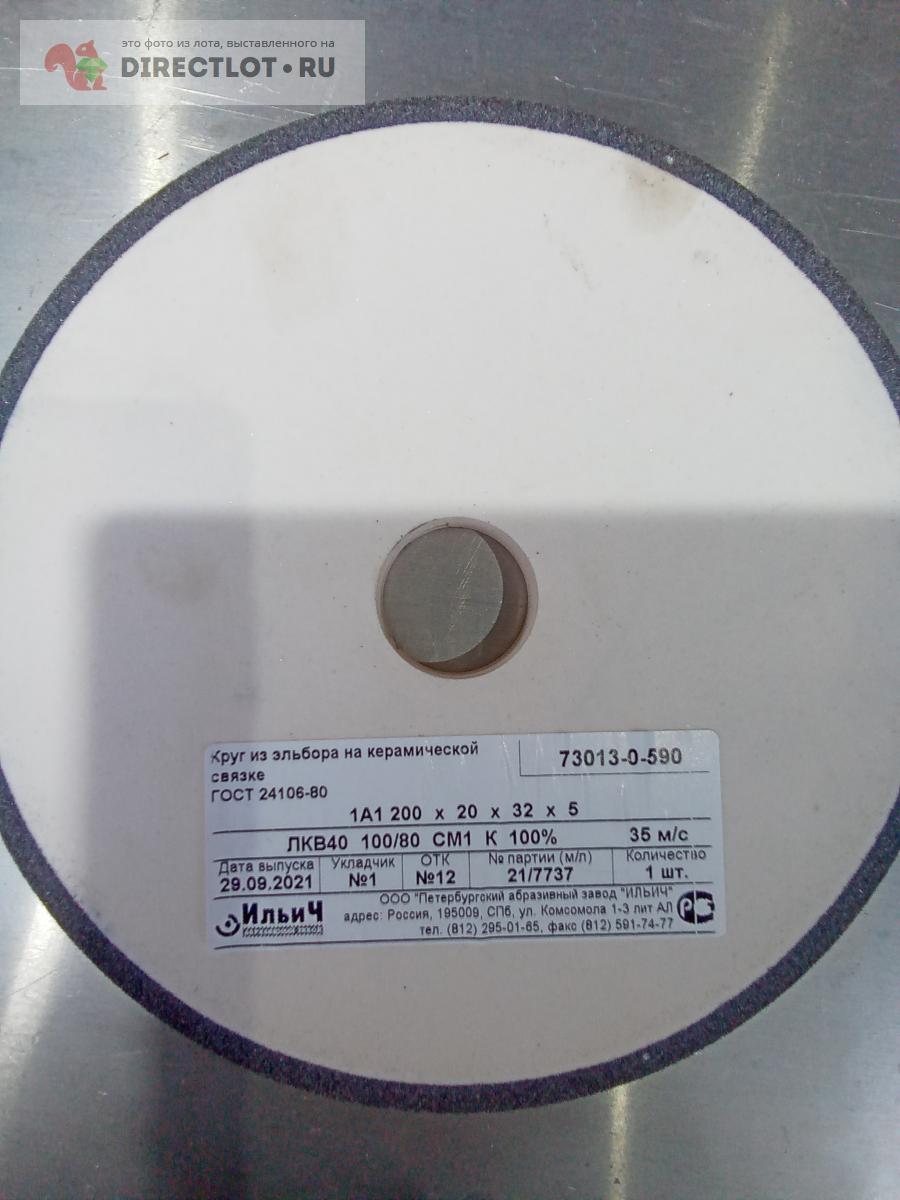 это фото из лота, выставленного на
DIRECTLOT•RU
Круг из эльбора на керамической
связке
73013-0-590
ГОСТ 24106-80
1А1 200 х 20 х 32 х 5
ЛКВ40 100/80 СМ1 К 100% 35 м/с
Дата выпуска Укладчик ОТК № партии (м/л) Количество
29.09.2021 №1 №12 21/7737 1 шт.
ООО "Петербургский абразивный завод "ИЛЬИЧ"
ИльиЧ
адрес: Россия, 195009, СПб, ул. Комсомола 1-3 лит АЛ
тел. (812) 295-01-65, факс (812) 591-74-77